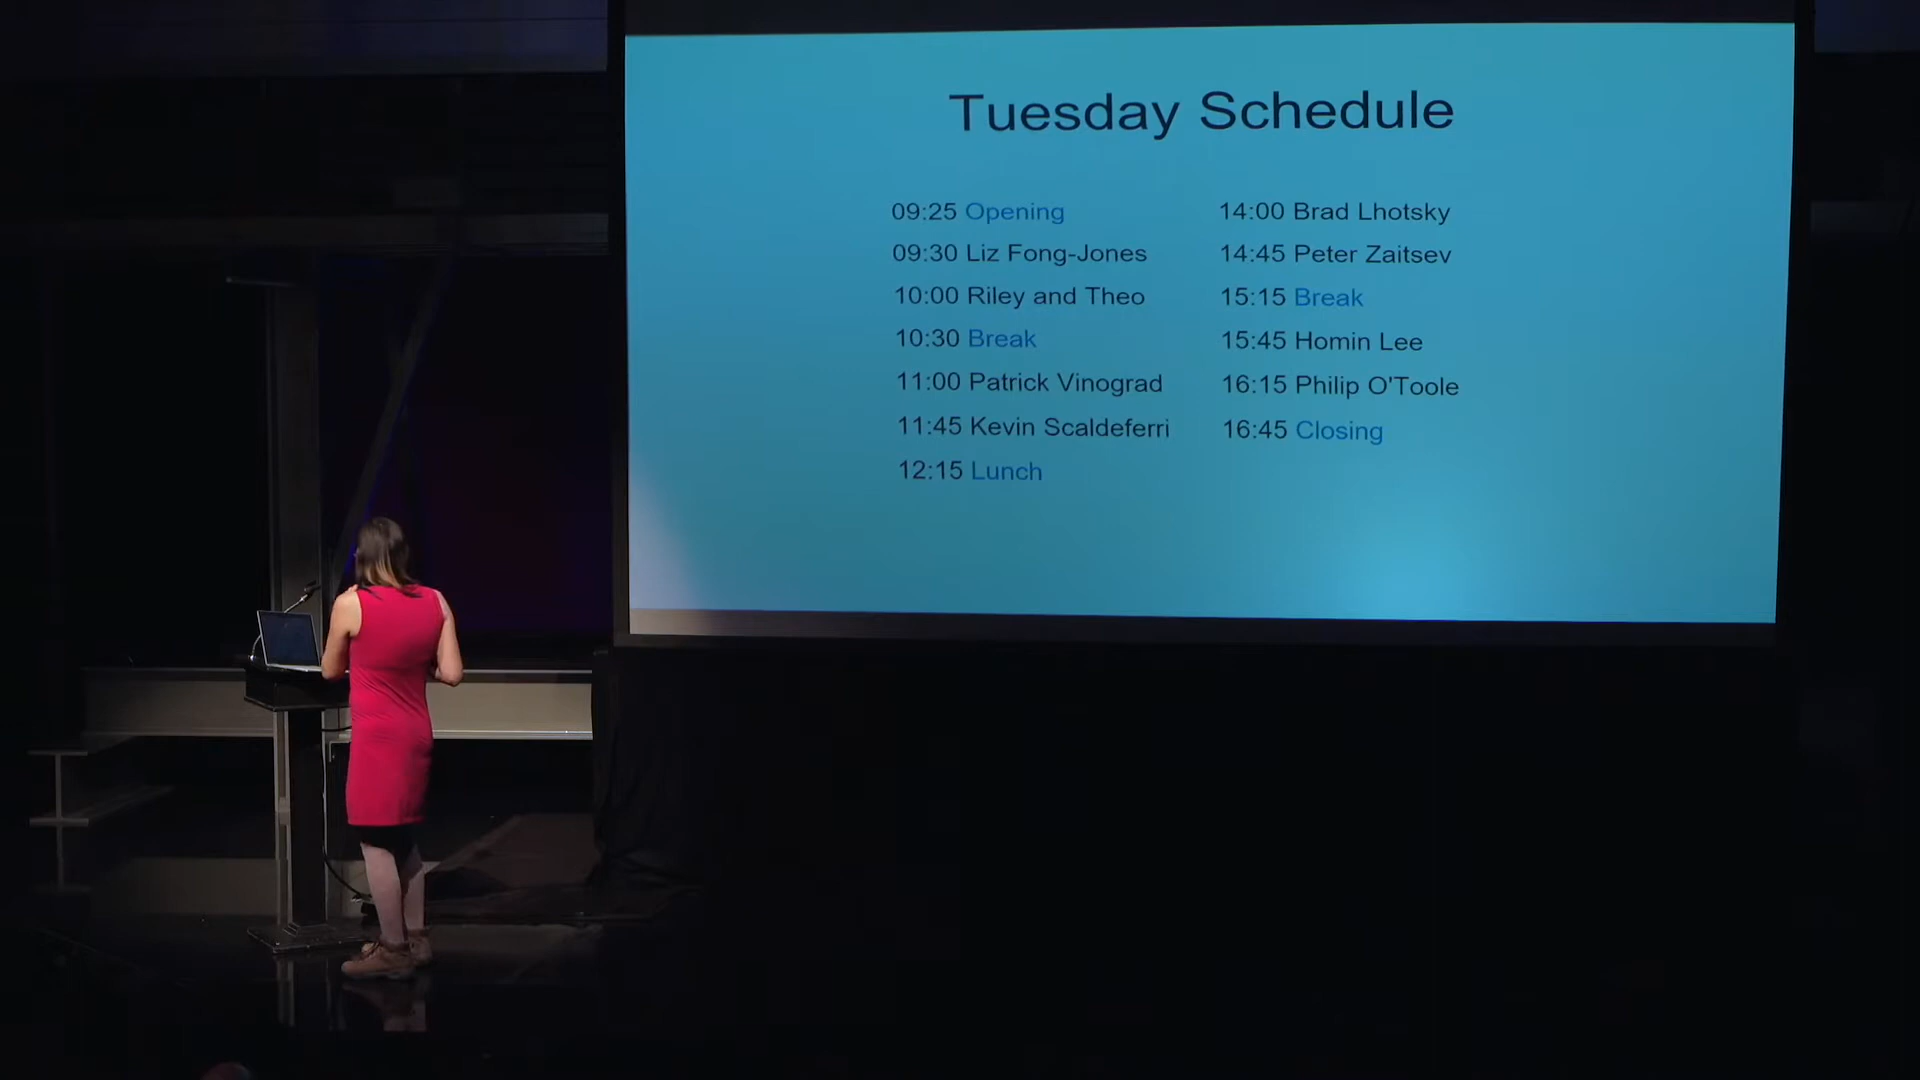 Tuesday Schedule
09:25 Opening
09:30 Liz Fong-Jones
10:00 Riley and Theo
10:30 Break
11:00 Patrick Vinograd
11:45 Kevin Scaldeferri
12:15 Lunch
14:00 Brad Lhotsky
14:45 Peter Zaitsev
15:15 Break
15:45 Homin Lee
16:15 Philip O'Toole
16:45 Closing